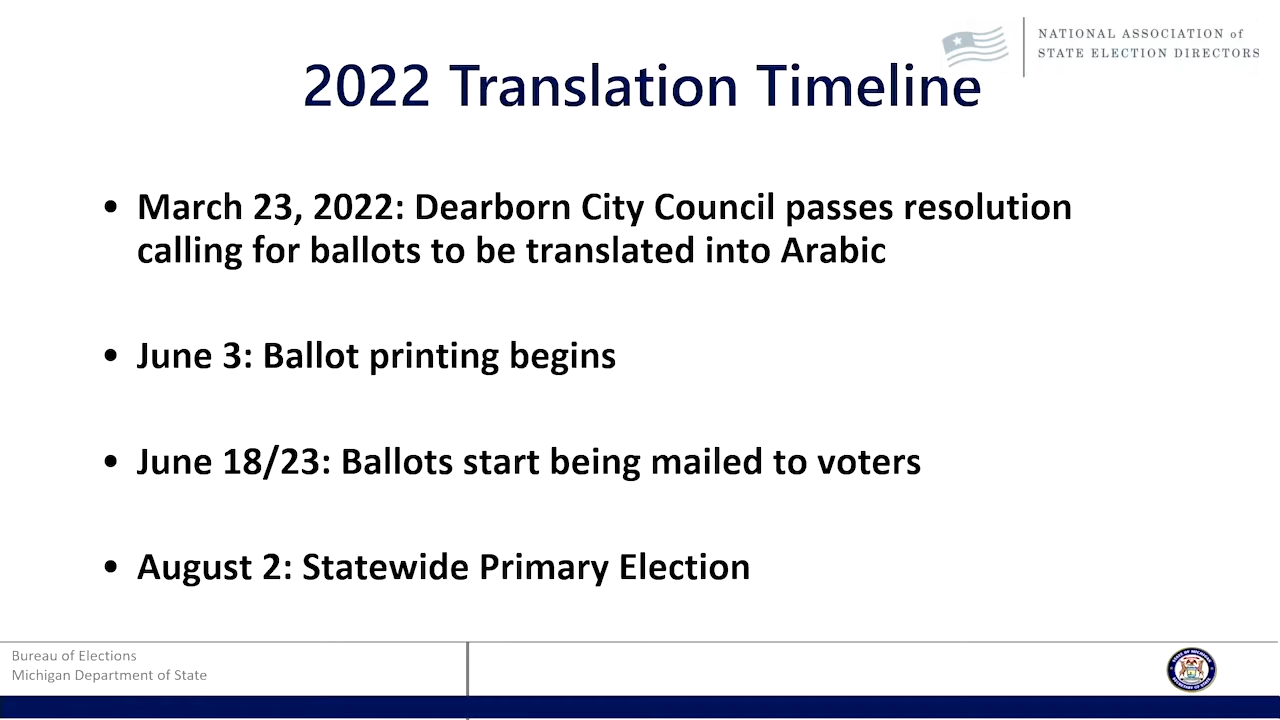 NATIONAL ASSOCIATION of
STATE ELECTION DIRECTORS
2022 Translation Timeline
• March 23, 2022: Dearborn City Council passes resolution
calling for ballots to be translated into Arabic
• June 3: Ballot printing begins
• June 18/23: Ballots start being mailed to voters
• August 2: Statewide Primary Election
Bureau of Elections
Michigan Department of State